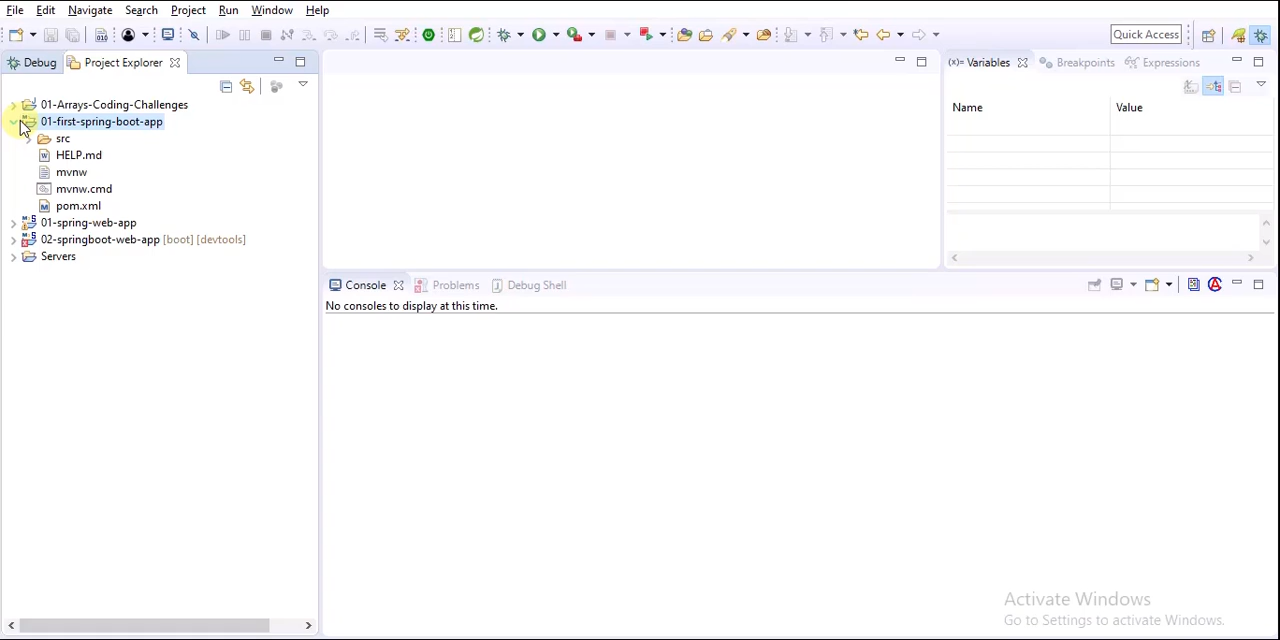 File Edit Navigate Search Project Run Window Help
Quick Access
Debug Project Explorer
01-Arrays-Coding-Challenges
01-first-spring-boot-app
src
HELP.md
mvnw
mvnw.cmd
pom.xml
01-spring-web-app
02-springboot-web-app [boot] [devtools]
Servers
(x)= Variables Breakpoints Expressions
Name Value
Console Problems Debug Shell
No consoles to display at this time.
Activate Windows
Go to Settings to activate Windows.